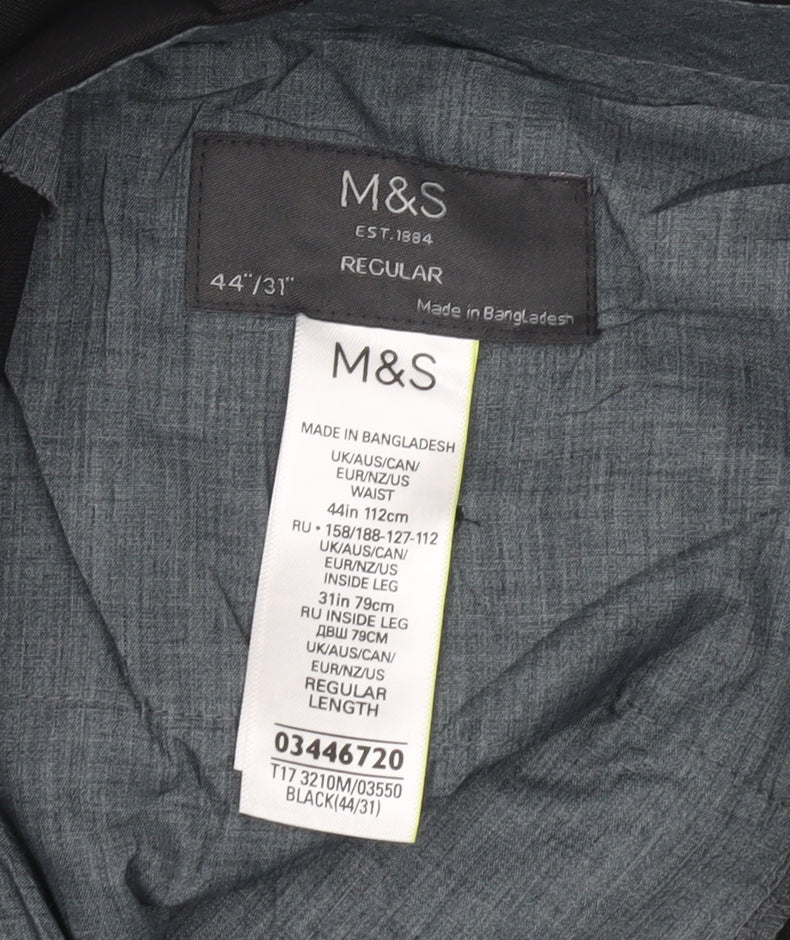 M&S
EST.1884
REGULAR
44"/31"
Made in Bangladesh
M&S
MADE IN BANGLADESH
UK/AUS/CAN/
EUR/NZ/US
WAIST
44in 112cm
RU • 158/188-127-112
UK/AUS/CAN/
EUR/NZ/US
INSIDE LEG
31in 79cm
RU INSIDE LEG
ДВШ 79CM
UK/AUS/CAN/
EUR/NZ/US
REGULAR
LENGTH
03446720
T17 3210M/03550
BLACK(44/31)